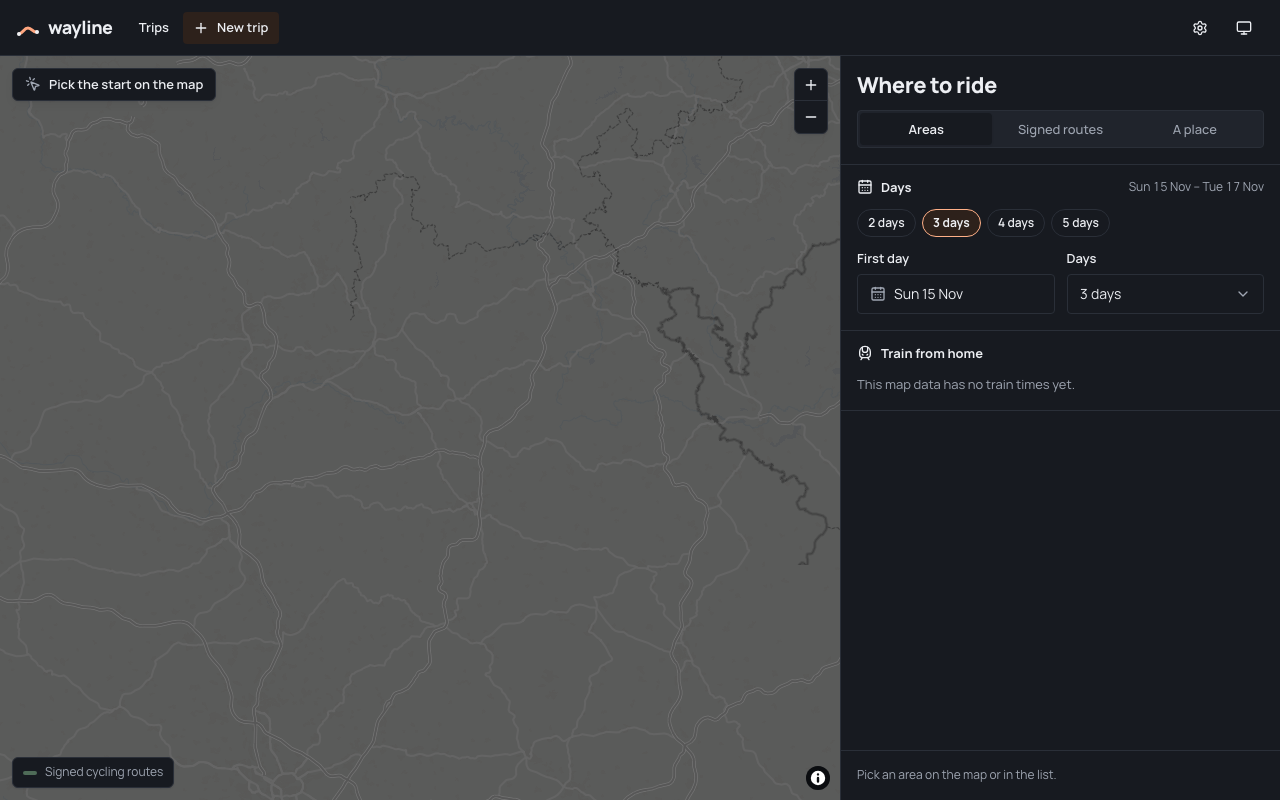 wayline
Trips
New trip
Pick the start on the map
Where to ride
Areas
Signed routes
A place
Days
Sun 15 Nov – Tue 17 Nov
2 days
3 days
4 days
5 days
First day
Days
Sun 15 Nov
3 days
Train from home
This map data has no train times yet.
Signed cycling routes
Pick an area on the map or in the list.